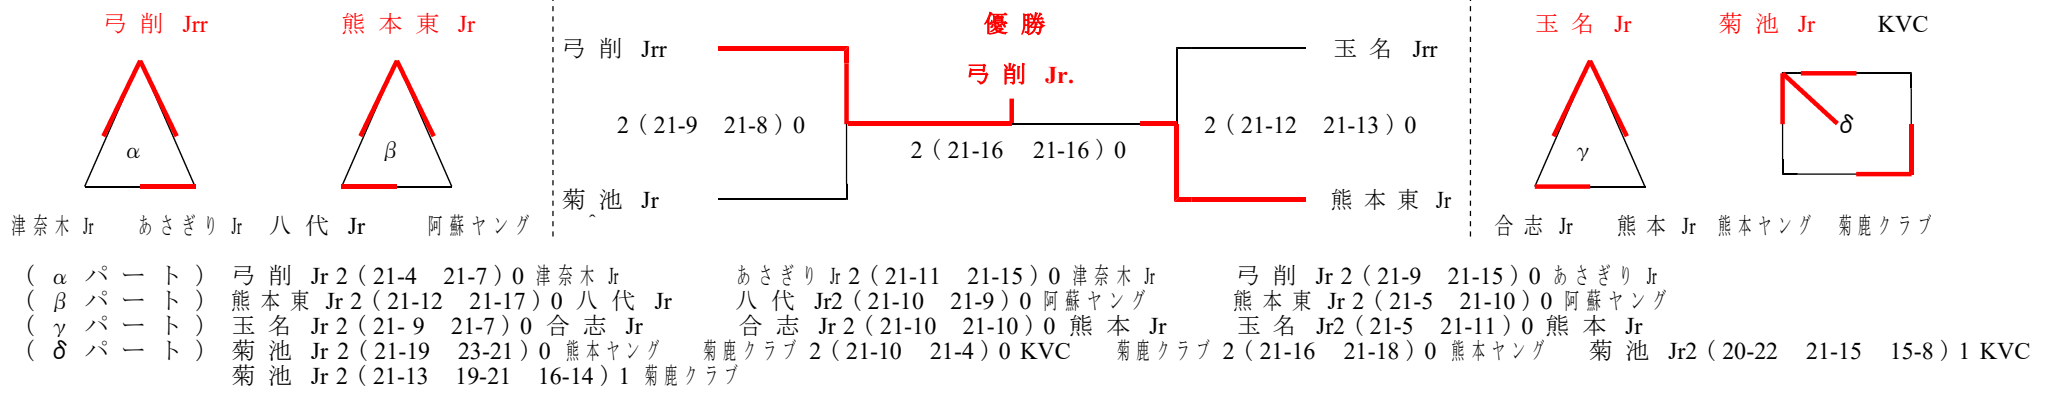 弓削 Jrr　熊本東 Jr　優勝　玉名 Jr　菊池 Jr　KVC
弓削 Jrr　玉名 Jrr
弓削 Jr.
2（21-9　21-8）0　2（21-12　21-13）0
α　β　2（21-16　21-16）0　γ　δ
菊池 Jr　熊本東 Jr
津奈木 Jr　あさぎり Jr　八代 Jr　阿蘇ヤング　合志 Jr　熊本 Jr　熊本ヤング　菊鹿クラブ
（αパート）弓削 Jr 2（21-4　21-7）0 津奈木 Jr　あさぎり Jr 2（21-11　21-15）0 津奈木 Jr　弓削 Jr 2（21-9　21-15）0 あさぎり Jr
（βパート）熊本東 Jr 2（21-12　21-17）0 八代 Jr　八代 Jr2（21-10　21-9）0 阿蘇ヤング　熊本東 Jr 2（21-5　21-10）0 阿蘇ヤング
（γパート）玉名 Jr 2（21- 9　21-7）0 合志 Jr　合志 Jr 2（21-10　21-10）0 熊本 Jr　玉名 Jr2（21-5　21-11）0 熊本 Jr
（δパート）菊池 Jr 2（21-19　23-21）0 熊本ヤング　菊鹿クラブ 2（21-10　21-4）0 KVC　菊鹿クラブ 2（21-16　21-18）0 熊本ヤング　菊池 Jr2（20-22　21-15　15-8）1 KVC
菊池 Jr 2（21-13　19-21　16-14）1 菊鹿クラブ